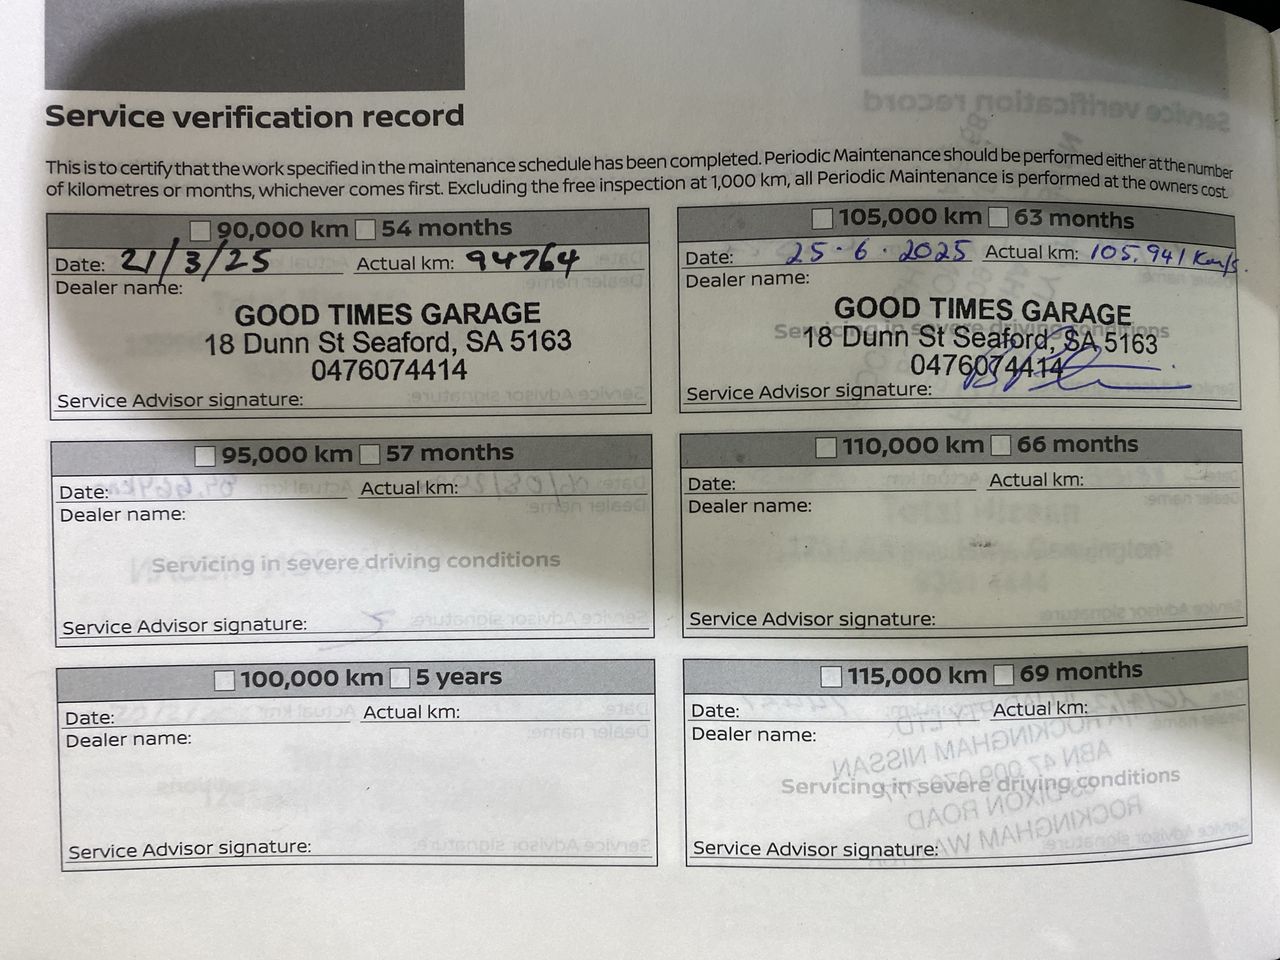 Service verification record
This is to certify that the work specified in the maintenance schedule has been completed. Periodic Maintenance should be performed either at the number
of kilometres or months, whichever comes first. Excluding the free inspection at 1,000 km, all Periodic Maintenance is performed at the owners cost
90,000 km 54 months
Date: 21/3/25 Actual km: 94764
Dealer name:
GOOD TIMES GARAGE
18 Dunn St Seaford, SA 5163
0476074414
Service Advisor signature:
95,000 km 57 months
Date: Actual km:
Dealer name:
Servicing in severe driving conditions
Service Advisor signature:
100,000 km 5 years
Date: Actual km:
Dealer name:
Service Advisor signature:
105,000 km 63 months
Date: 25-6-2025 Actual km: 105,941 Km/s.
Dealer name:
Servicing in severe driving conditions
GOOD TIMES GARAGE
18 Dunn St Seaford, SA 5163
0476074414
Service Advisor signature:
110,000 km 66 months
Date: Actual km:
Dealer name:
Service Advisor signature:
115,000 km 69 months
Date: Actual km:
Dealer name:
Servicing in severe driving conditions
Service Advisor signature: